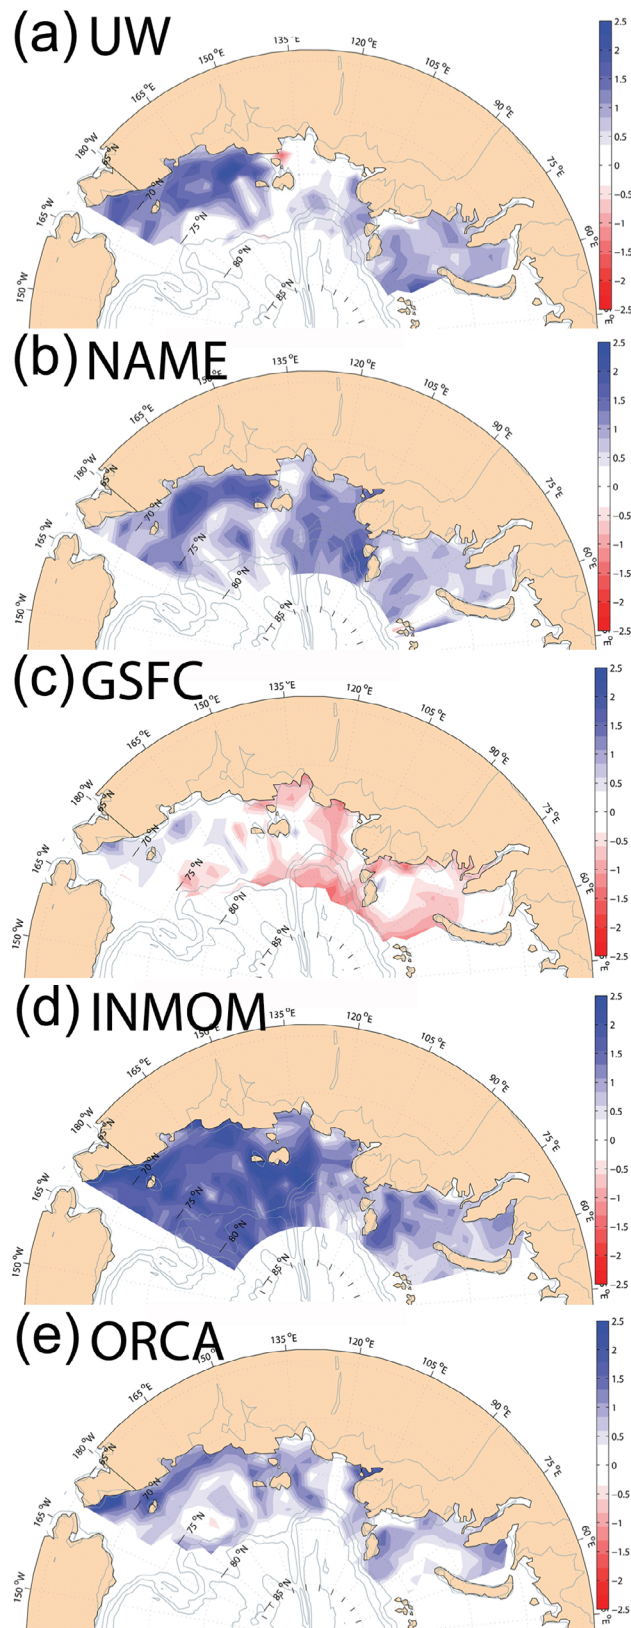 (a) UW
135 °E
150 °E
120 °E
165 °E
105 °E
180 °W
90 °E
165 °W
75 °E
150 °W
60 °E
65 °N
70 °N
75 °N
80 °N
85 °N
2.5
2
1.5
1
0.5
0
−0.5
−1
−1.5
−2
−2.5
(b) NAME
135 °E
150 °E
120 °E
165 °E
105 °E
180 °W
90 °E
165 °W
75 °E
150 °W
60 °E
65 °N
70 °N
75 °N
80 °N
85 °N
2.5
2
1.5
1
0.5
0
−0.5
−1
−1.5
−2
−2.5
(c) GSFC
135 °E
150 °E
120 °E
165 °E
105 °E
180 °W
90 °E
165 °W
75 °E
150 °W
60 °E
65 °N
70 °N
75 °N
80 °N
85 °N
2.5
2
1.5
1
0.5
0
−0.5
−1
−1.5
−2
−2.5
(d) INMOM
135 °E
150 °E
120 °E
165 °E
105 °E
180 °W
90 °E
165 °W
75 °E
150 °W
60 °E
65 °N
70 °N
75 °N
80 °N
85 °N
2.5
2
1.5
1
0.5
0
−0.5
−1
−1.5
−2
−2.5
(e) ORCA
135 °E
150
120 °E
165 °E
105 °E
180 °W
90 °E
165 °W
75 °E
150 °W
60 °E
65 °N
70 °N
75 °N
80 °N
85 °N
2.5
2
1.5
1
0.5
0
−0.5
−1
−1.5
−2
−2.5